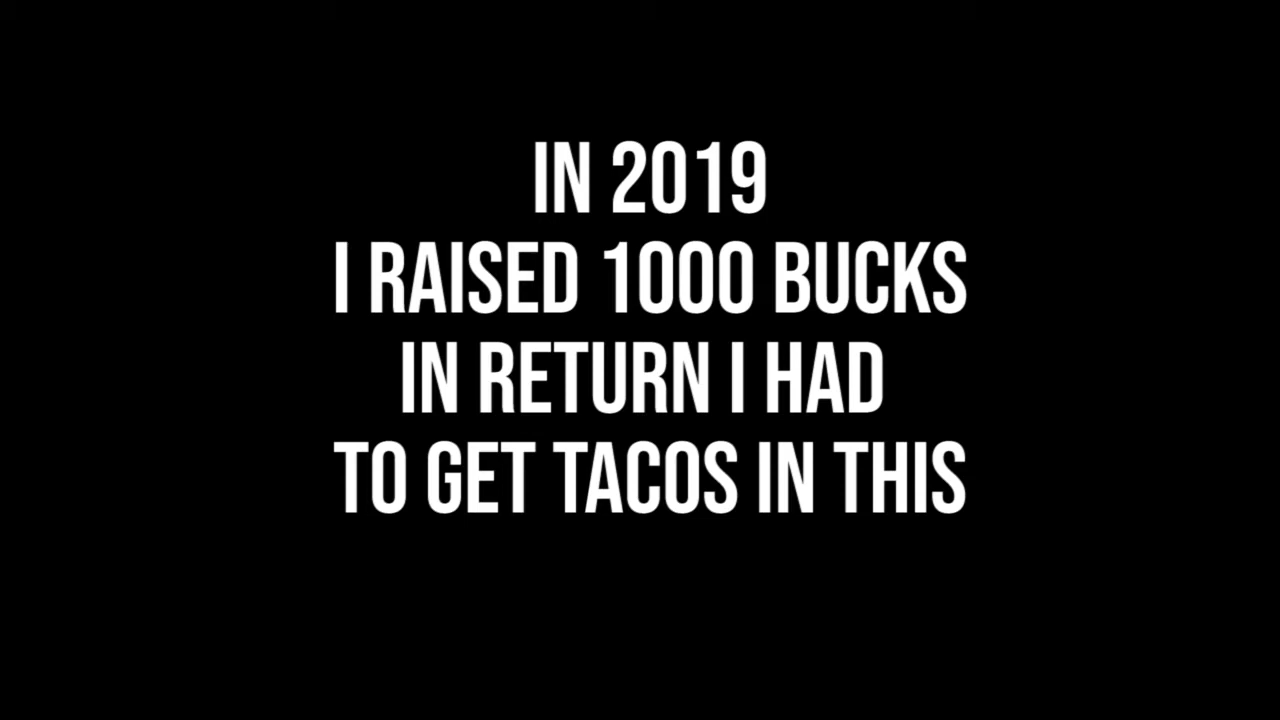 IN 2019
I RAISED 1000 BUCKS
IN RETURN I HAD
TO GET TACOS IN THIS